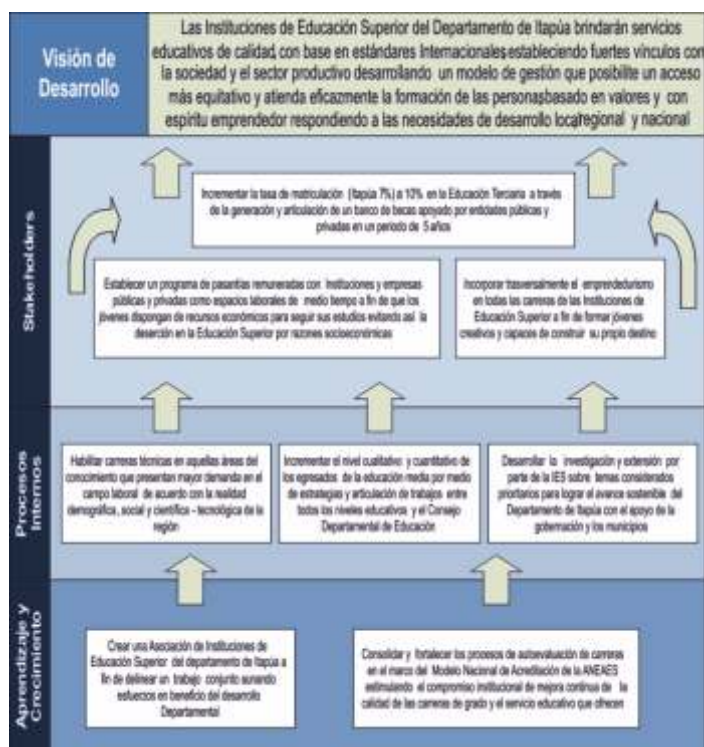 Visión de
Desarrollo
Las Instituciones de Educación Superior del Departamento de Itapúa brindarán servicios
educativos de calidad, con base en estándares Internacionales, estableciendo fuertes vínculos con
la sociedad y el sector productivo desarrollando un modelo de gestión que posibilite un acceso
más equitativo y atienda eficazmente la formación de las personas, basado en valores y con
espíritu emprendedor respondiendo a las necesidades de desarrollo local, regional y nacional
Stakeholders
Incrementar la tasa de matriculación (Itapúa 7%) a 10% en la Educación Terciaria a través
de la generación y articulación de un banco de becas apoyado por entidades públicas y
privadas en un periodo de 5 años
Establecer un programa de pasantías remuneradas con Instituciones y empresas
públicas y privadas como espacios laborales de medio tiempo a fin de que los
jóvenes dispongan de recursos económicos para seguir sus estudios evitando así la
deserción en la Educación Superior por razones socioeconómicas
Incorporar trasversalmente el emprendedurismo
en todas las carreras de las Instituciones de
Educación Superior a fin de formar jóvenes
creativos y capaces de construir su propio destino
Procesos
Internos
Habilitar carreras técnicas en aquellas áreas del
conocimiento que presentan mayor demanda en el
campo laboral de acuerdo con la realidad
demográfica, social y científico - tecnológica de la
región
Incrementar el nivel cualitativo y cuantitativo de
los egresados de la educación media por medio
de estrategias y articulación de trabajos entre
todos los niveles educativos y el Consejo
Departamental de Educación
Desarrollar la investigación y extensión por
parte de la IES sobre temas considerados
prioritarios para lograr el avance sostenible del
Departamento de Itapúa con el apoyo de la
gobernación y los municipios
Aprendizaje y
Crecimiento
Crear una Asociación de Instituciones de
Educación Superior del departamento de Itapúa a
fin de delinear un trabajo conjunto aunando
esfuerzos en beneficio del desarrollo
Departamental
Consolidar y fortalecer los procesos de autoevaluación de carreras
en el marco del Modelo Nacional de Acreditación de la ANEAES
estimulando el compromiso institucional de mejora continua de la
calidad de las carreras de grado y el servicio educativo que ofrecen